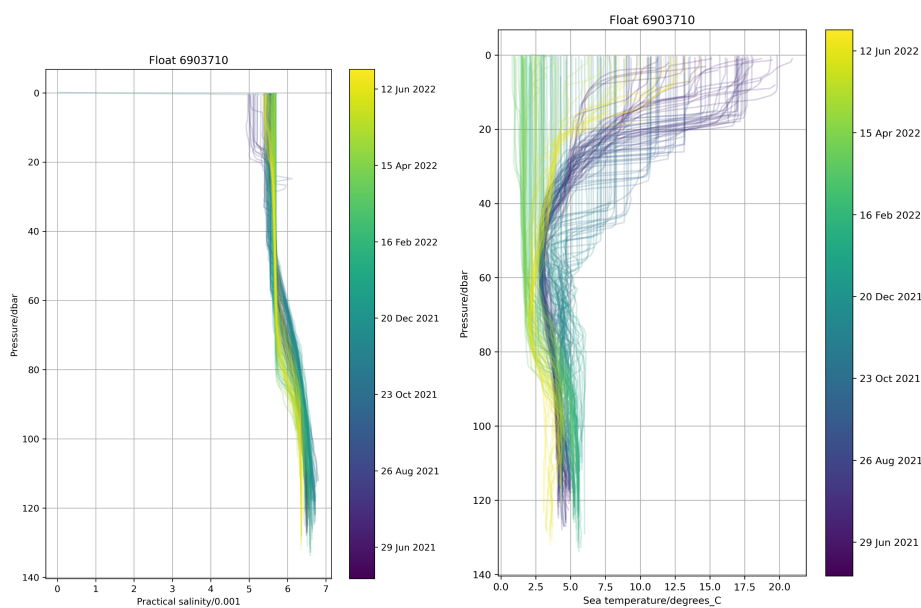 Float 6903710
0
20
40
60
80
100
120
140
Pressure/dbar
0
1
2
3
4
5
6
7
Practical salinity/0.001
12 Jun 2022
15 Apr 2022
16 Feb 2022
20 Dec 2021
23 Oct 2021
26 Aug 2021
29 Jun 2021
Float 6903710
0
20
40
60
80
100
120
140
Pressure/dbar
0.0
2.5
5.0
7.5
10.0
12.5
15.0
17.5
20.0
Sea temperature/degrees_C
12 Jun 2022
15 Apr 2022
16 Feb 2022
20 Dec 2021
23 Oct 2021
26 Aug 2021
29 Jun 2021